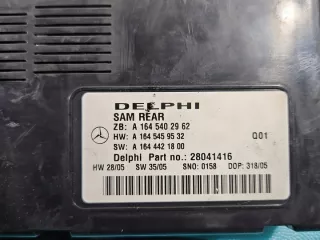 DELPHI
SAM REAR
ZB: A 164 540 29 62
HW: A 164 545 95 32 Q01
SW: A 164 442 18 00
Delphi Part no.: 28041416
HW 28/05 SW 35/05 SNO: 0158 DOP: 318/05